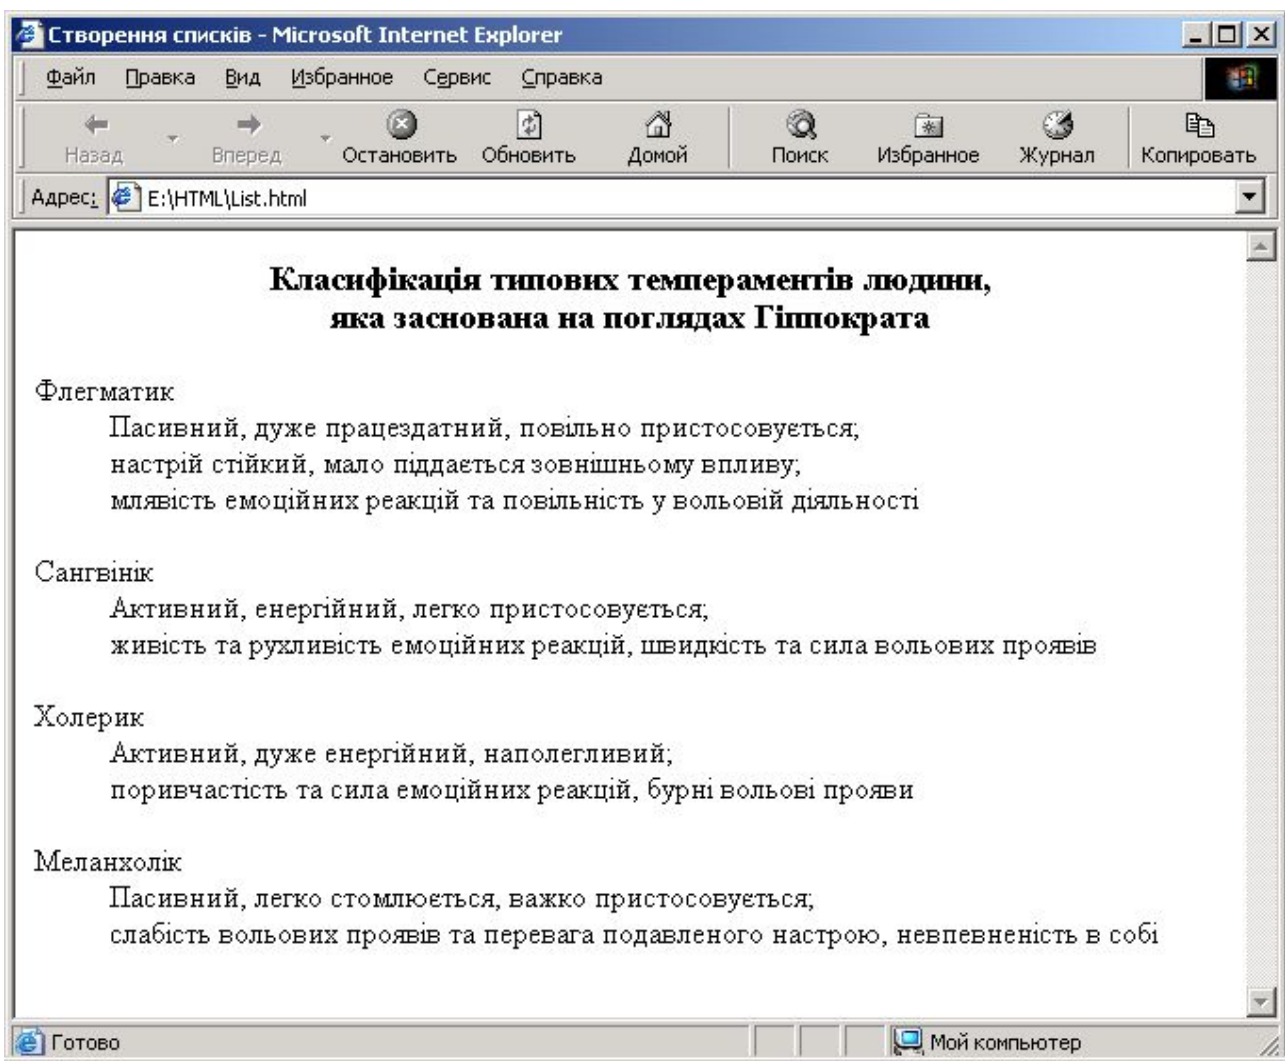 Створення списків - Microsoft Internet Explorer
Файл Правка Вид Избранное Сервис Справка
Назад Вперед Остановить Обновить Домой Поиск Избранное Журнал Копировать
Адрес: E:\HTML\List.html
Класифікація типових темпераментів людини,
яка заснована на поглядах Гіппократа
Флегматик
Пасивний, дуже працездатний, повільно пристосовується;
настрій стійкий, мало піддається зовнішньому впливу;
млявість емоційних реакцій та повільність у вольовій діяльності
Сангвінік
Активний, енергійний, легко пристосовується;
живість та рухливість емоційних реакцій, швидкість та сила вольових проявів
Холерик
Активний, дуже енергійний, наполегливий;
поривчастість та сила емоційних реакцій, бурні вольові прояви
Меланхолік
Пасивний, легко стомлюється, важко пристосовується;
слабість вольових проявів та перевага подавленого настрою, невпевненість в собі
Готово Мой компьютер